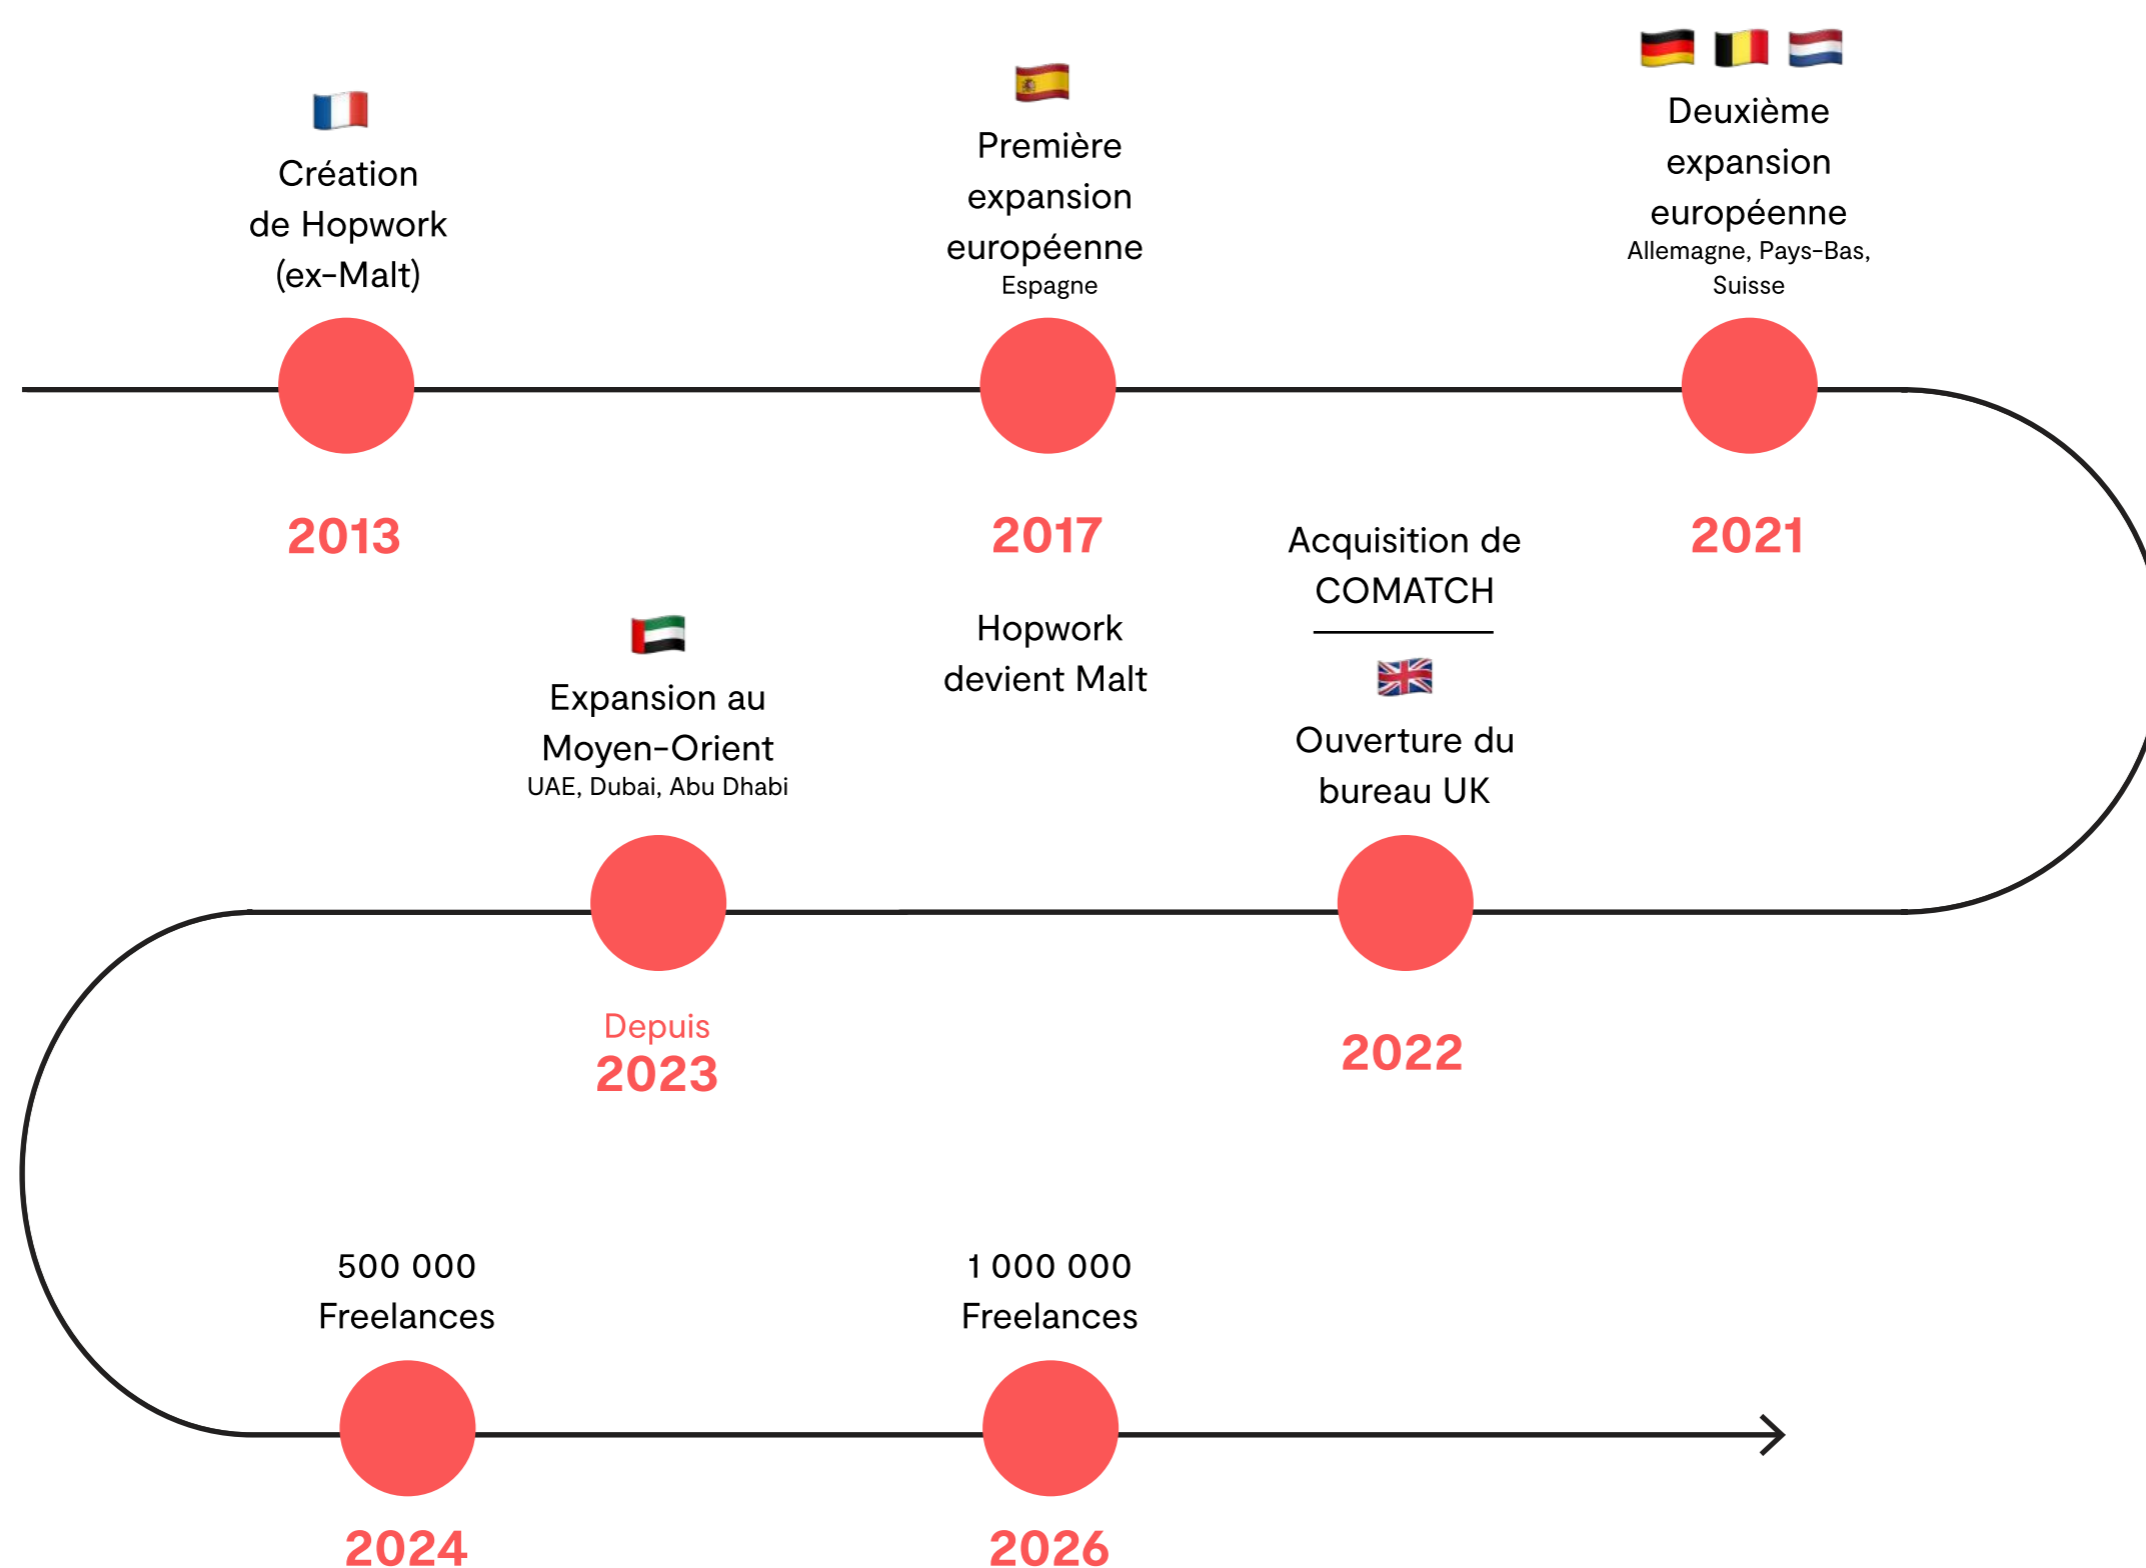 Création
de Hopwork
(ex-Malt)
2013
Première
expansion
européenne
Espagne
2017
Hopwork
devient Malt
Deuxième
expansion
européenne
Allemagne, Pays-Bas,
Suisse
2021
Acquisition de
COMATCH
Ouverture du
bureau UK
2022
Expansion au
Moyen-Orient
UAE, Dubai, Abu Dhabi
Depuis
2023
500 000
Freelances
2024
1 000 000
Freelances
2026